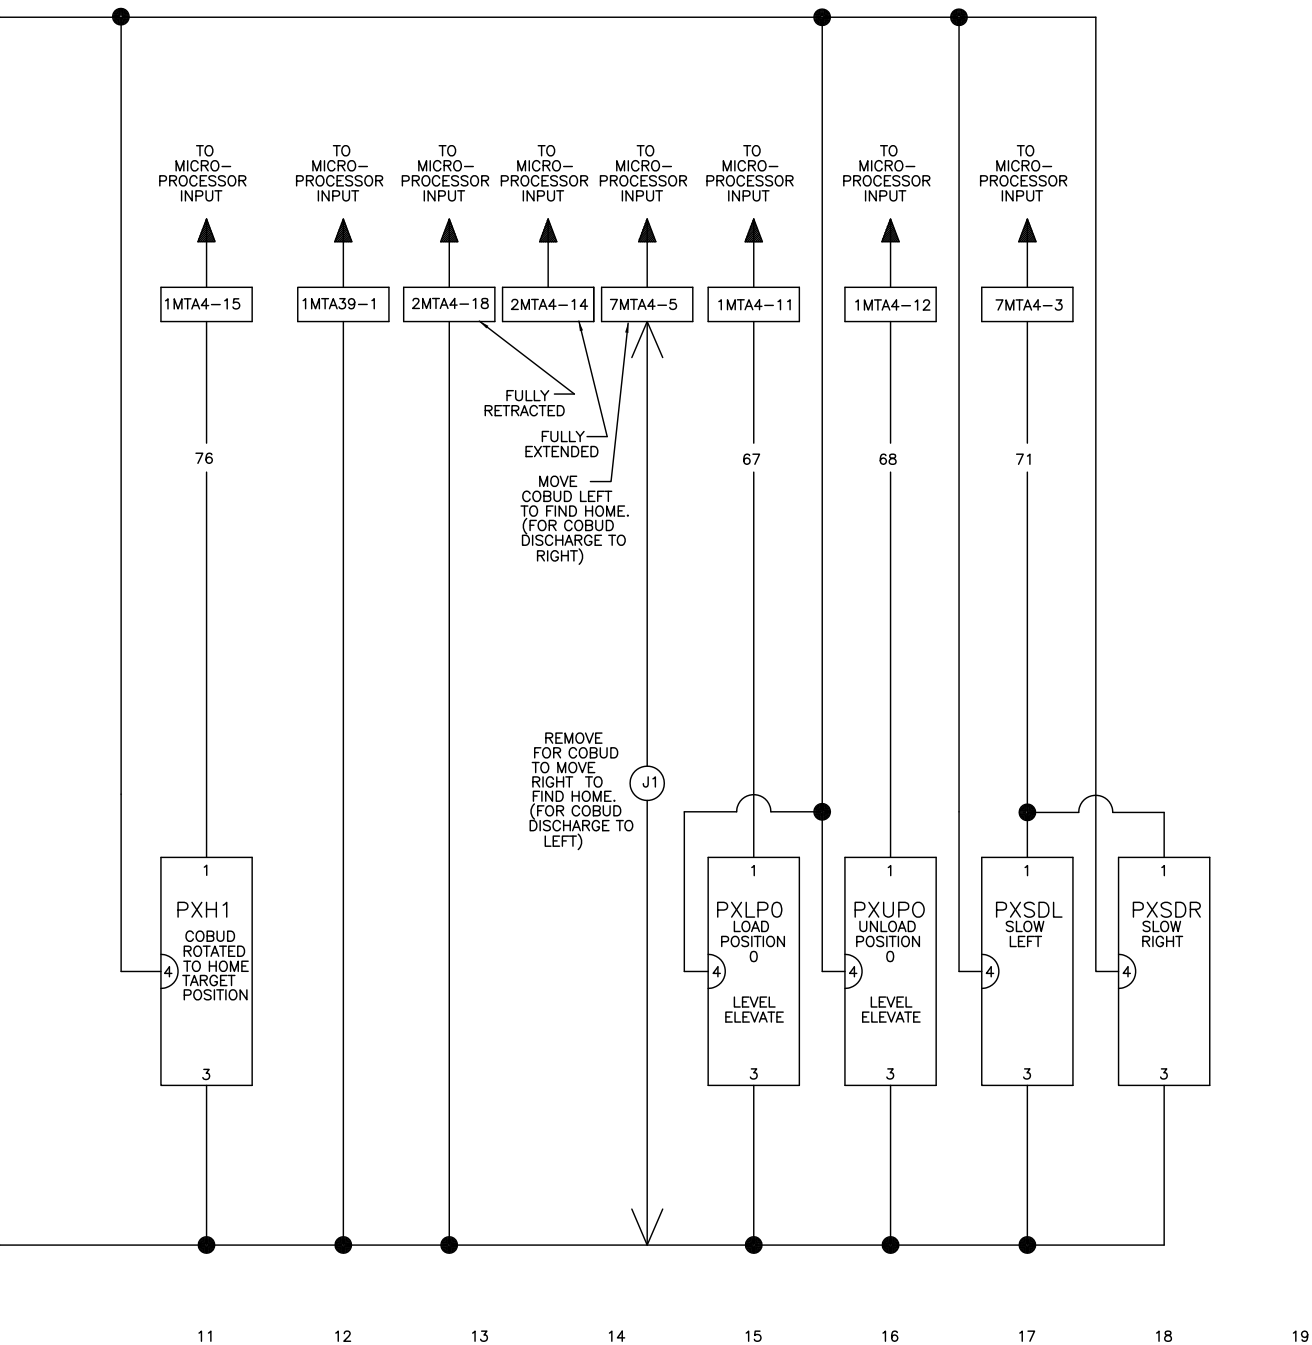 TO
MICRO-
PROCESSOR
INPUT
TO
MICRO-
PROCESSOR
INPUT
TO
MICRO-
PROCESSOR
INPUT
TO
MICRO-
PROCESSOR
INPUT
TO
MICRO-
PROCESSOR
INPUT
TO
MICRO-
PROCESSOR
INPUT
TO
MICRO-
PROCESSOR
INPUT
TO
MICRO-
PROCESSOR
INPUT
1MTA4-15
1MTA39-1
2MTA4-18
2MTA4-14
7MTA4-5
1MTA4-11
1MTA4-12
7MTA4-3
FULLY
RETRACTED
FULLY
EXTENDED
76
67
68
71
MOVE
COBUD LEFT
TO FIND HOME.
(FOR COBUD
DISCHARGE TO
RIGHT)
REMOVE
FOR COBUD
TO MOVE
RIGHT TO
FIND HOME.
(FOR COBUD
DISCHARGE TO
LEFT)
J1
1
PXH1
COBUD
ROTATED
TO HOME
TARGET
POSITION
4
3
1
PXLP0
LOAD
POSITION
0
4
LEVEL
ELEVATE
3
1
PXUP0
UNLOAD
POSITION
0
4
LEVEL
ELEVATE
3
1
PXSDL
SLOW
LEFT
4
3
1
PXSDR
SLOW
RIGHT
4
3
11
12
13
14
15
16
17
18
19